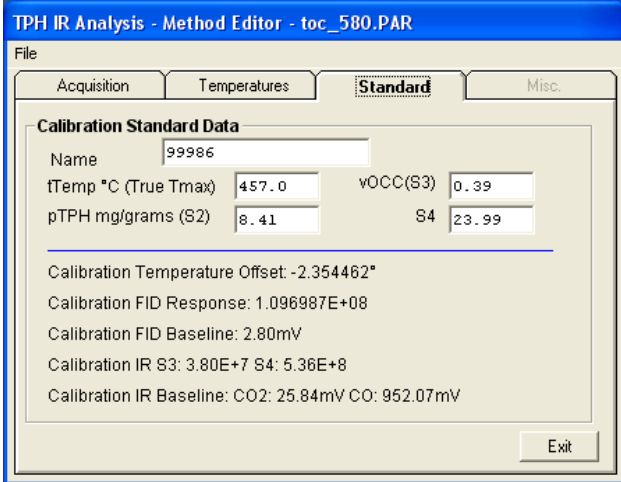 TPH IR Analysis - Method Editor - toc_580.PAR
File
Acquisition Temperatures Standard Misc.
Calibration Standard Data
Name 99986
tTemp °C (True Tmax) 457.0 vOCC(S3) 0.39
pTPH mg/grams (S2) 8.41 S4 23.99
Calibration Temperature Offset: -2.354462°
Calibration FID Response: 1.096987E+08
Calibration FID Baseline: 2.80mV
Calibration IR S3: 3.80E+7 S4: 5.36E+8
Calibration IR Baseline: CO2: 25.84mV CO: 952.07mV
Exit